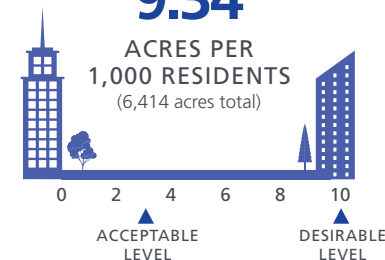 9.34
ACRES PER
1,000 RESIDENTS
(6,414 acres total)
0 2 4 6 8 10
ACCEPTABLE LEVEL
DESIRABLE LEVEL